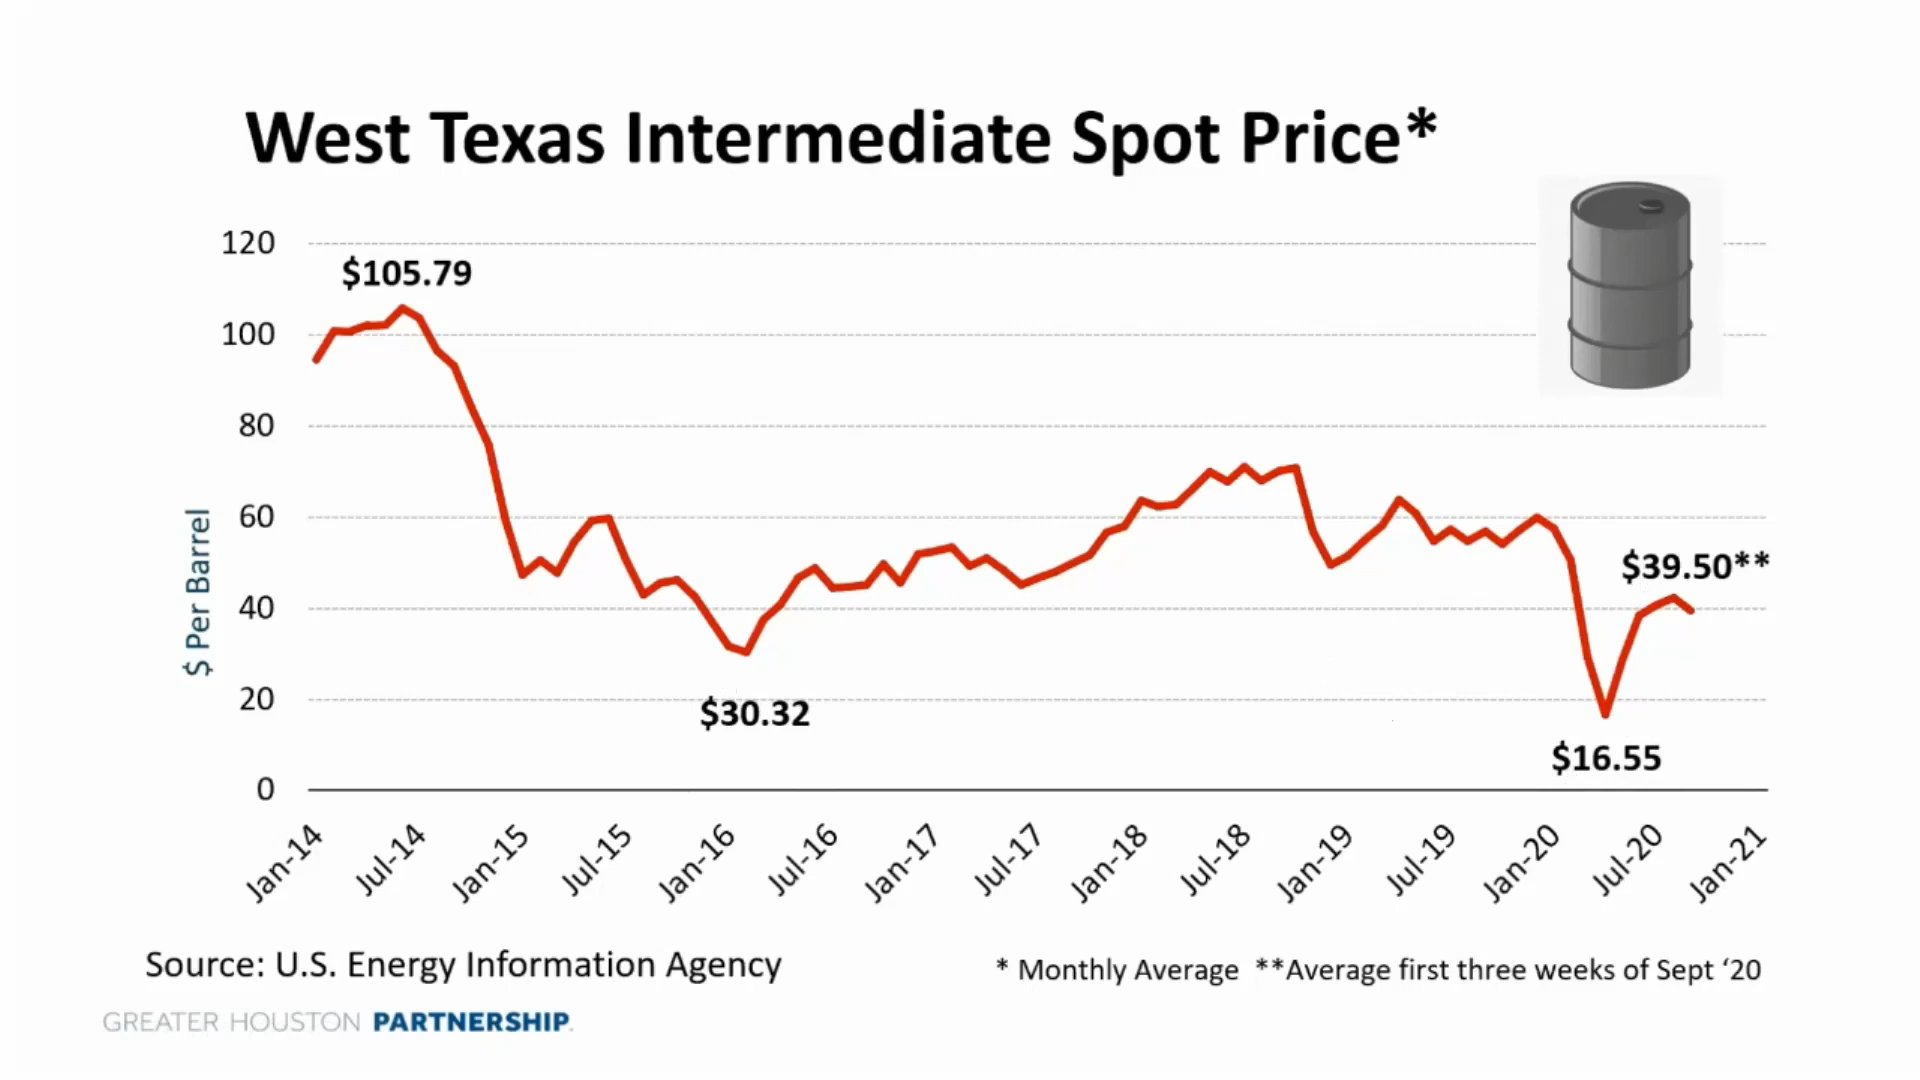 West Texas Intermediate Spot Price*
120
$105.79
100
80
60
$39.50**
40
20
$30.32
$16.55
0
$ Per Barrel
Jan-14
Jul-14
Jan-15
Jul-15
Jan-16
Jul-16
Jan-17
Jul-17
Jan-18
Jul-18
Jan-19
Jul-19
Jan-20
Jul-20
Jan-21
Source: U.S. Energy Information Agency
* Monthly Average **Average first three weeks of Sept ‘20
GREATER HOUSTON PARTNERSHIP.